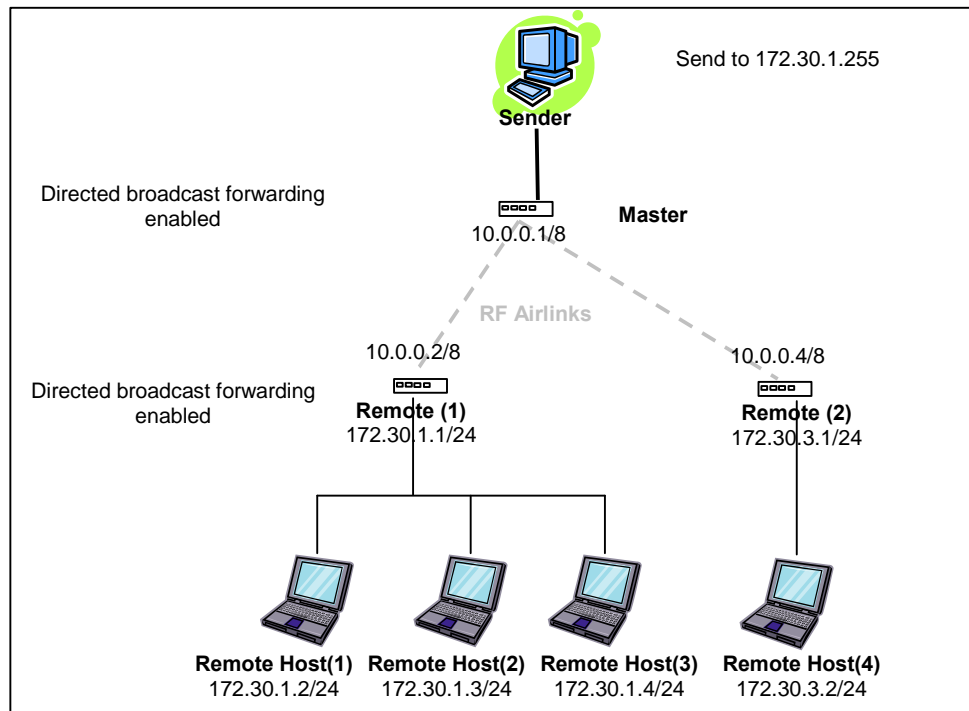 Send to 172.30.1.255
Sender
Directed broadcast forwarding
enabled
Master
10.0.0.1/8
RF Airlinks
10.0.0.2/8
10.0.0.4/8
Directed broadcast forwarding
enabled
Remote (1)
172.30.1.1/24
Remote (2)
172.30.3.1/24
Remote Host(1)
172.30.1.2/24
Remote Host(2)
172.30.1.3/24
Remote Host(3)
172.30.1.4/24
Remote Host(4)
172.30.3.2/24